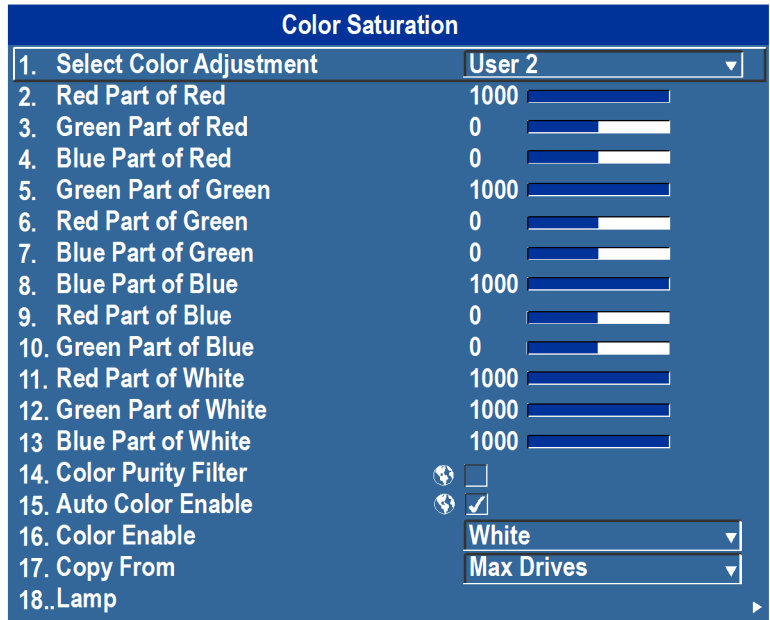 Color Saturation
1. Select Color Adjustment User 2
2. Red Part of Red 1000
3. Green Part of Red 0
4. Blue Part of Red 0
5. Green Part of Green 1000
6. Red Part of Green 0
7. Blue Part of Green 0
8. Blue Part of Blue 1000
9. Red Part of Blue 0
10. Green Part of Blue 0
11. Red Part of White 1000
12. Green Part of White 1000
13 Blue Part of White 1000
14. Color Purity Filter
15. Auto Color Enable
16. Color Enable White
17. Copy From Max Drives
18..Lamp